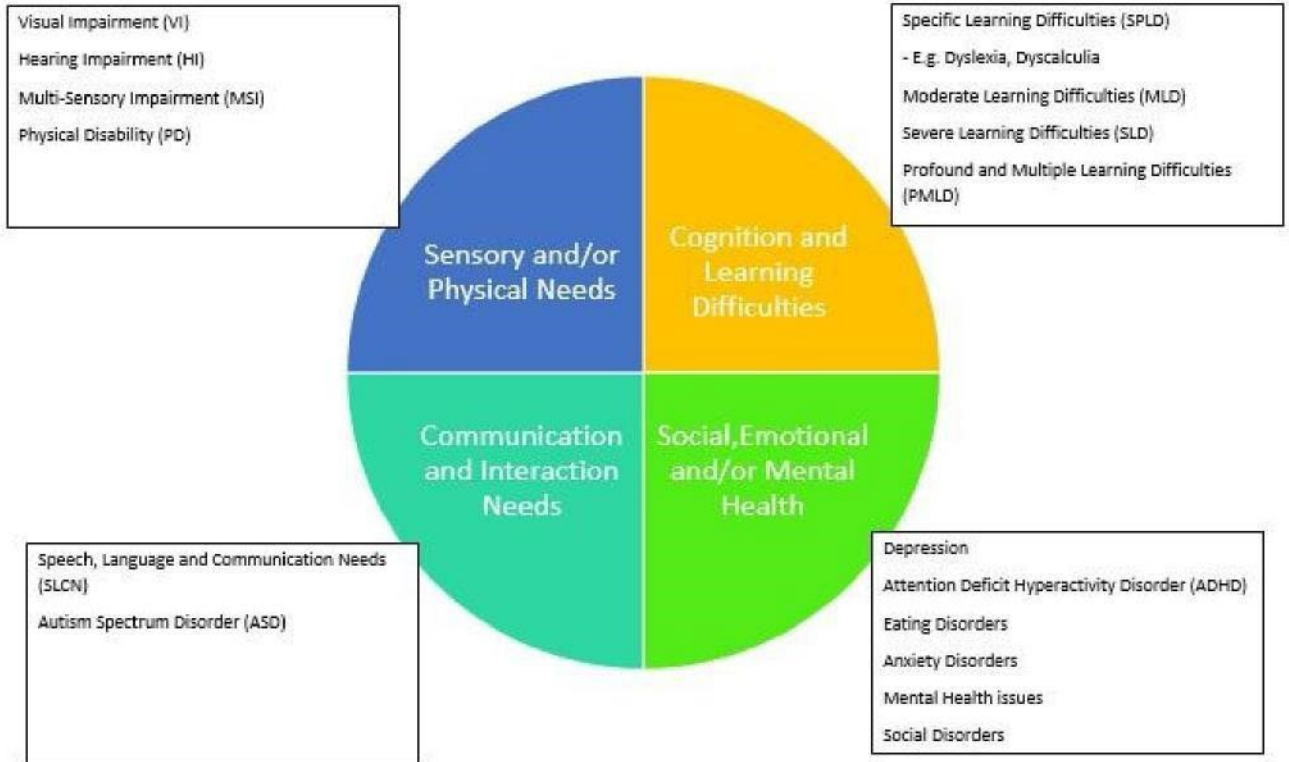 Visual Impairment (VI)
Hearing Impairment (HI)
Multi-Sensory Impairment (MSI)
Physical Disability (PD)
Specific Learning Difficulties (SPLD)
- E.g. Dyslexia, Dyscalculia
Moderate Learning Difficulties (MLD)
Severe Learning Difficulties (SLD)
Profound and Multiple Learning Difficulties
(PMLD)
Sensory and/or
Physical Needs
Cognition and
Learning
Difficulties
Communication
and Interaction
Needs
Social,Emotional
and/or Mental
Health
Speech, Language and Communication Needs
(SLCN)
Autism Spectrum Disorder (ASD)
Depression
Attention Deficit Hyperactivity Disorder (ADHD)
Eating Disorders
Anxiety Disorders
Mental Health issues
Social Disorders